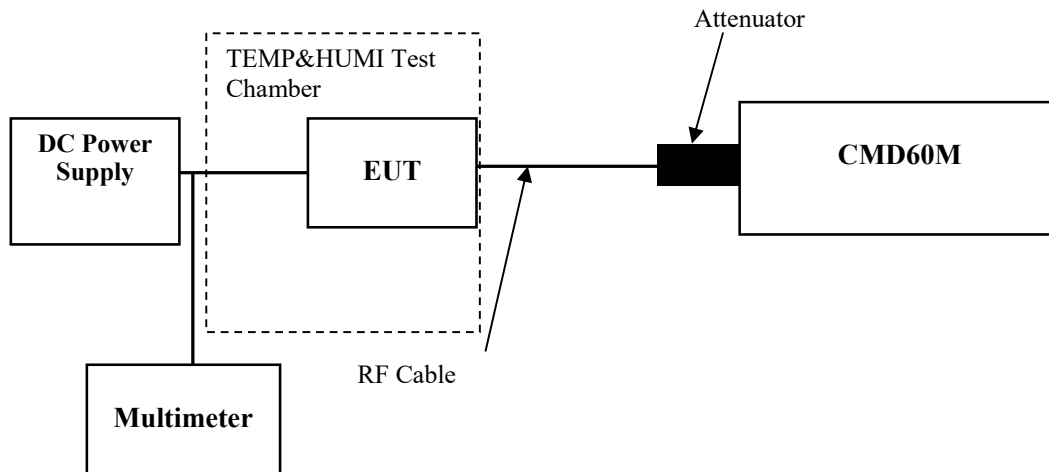 Attenuator
TEMP&HUMI Test
Chamber
DC Power
Supply
EUT
CMD60M
RF Cable
Multimeter